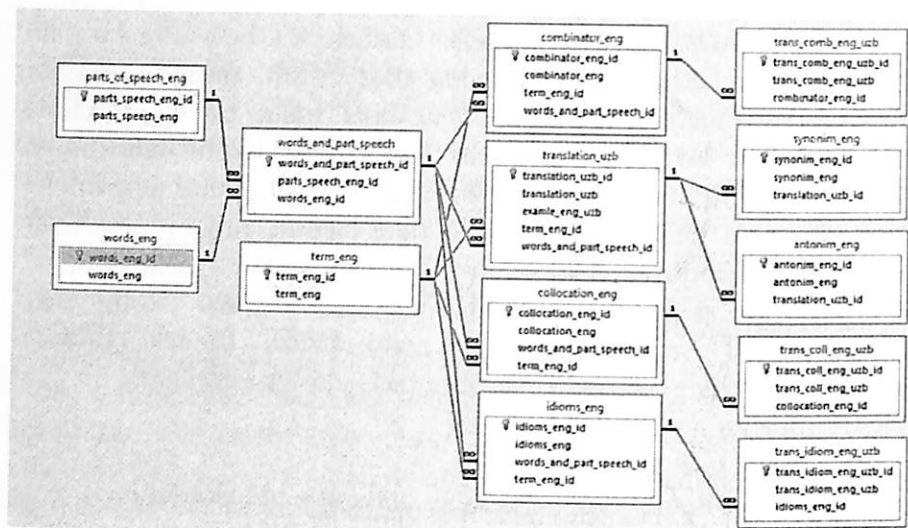 parts_of_speech_eng
parts_speech_eng_id
parts_speech_eng
words_eng
words_eng_id
words_eng
words_and_part_speech
words_and_part_speech_id
parts_speech_eng_id
words_eng_id
term_eng
term_eng_id
term_eng
combinator_eng
combinator_eng_id
combinator_eng
term_eng_id
words_and_part_speech_id
translation_uzb
translation_uzb_id
translation_uzb
examle_eng_uzb
term_eng_id
words_and_part_speech_id
collocation_eng
collocation_eng_id
collocation_eng
words_and_part_speech_id
term_eng_id
idioms_eng
idioms_eng_id
idioms_eng
words_and_part_speech_id
term_eng_id
trans_comb_eng_uzb
trans_comb_eng_uzb_id
trans_comb_eng_uzb
combinator_eng_id
synonim_eng
synonim_eng_id
synonim_eng
translation_uzb_id
antonim_eng
antonim_eng_id
antonim_eng
translation_uzb_id
trans_coll_eng_uzb
trans_coll_eng_uzb_id
trans_coll_eng_uzb
collocation_eng_id
trans_idiom_eng_uzb
trans_idiom_eng_uzb_id
trans_idiom_eng_uzb
idioms_eng_id